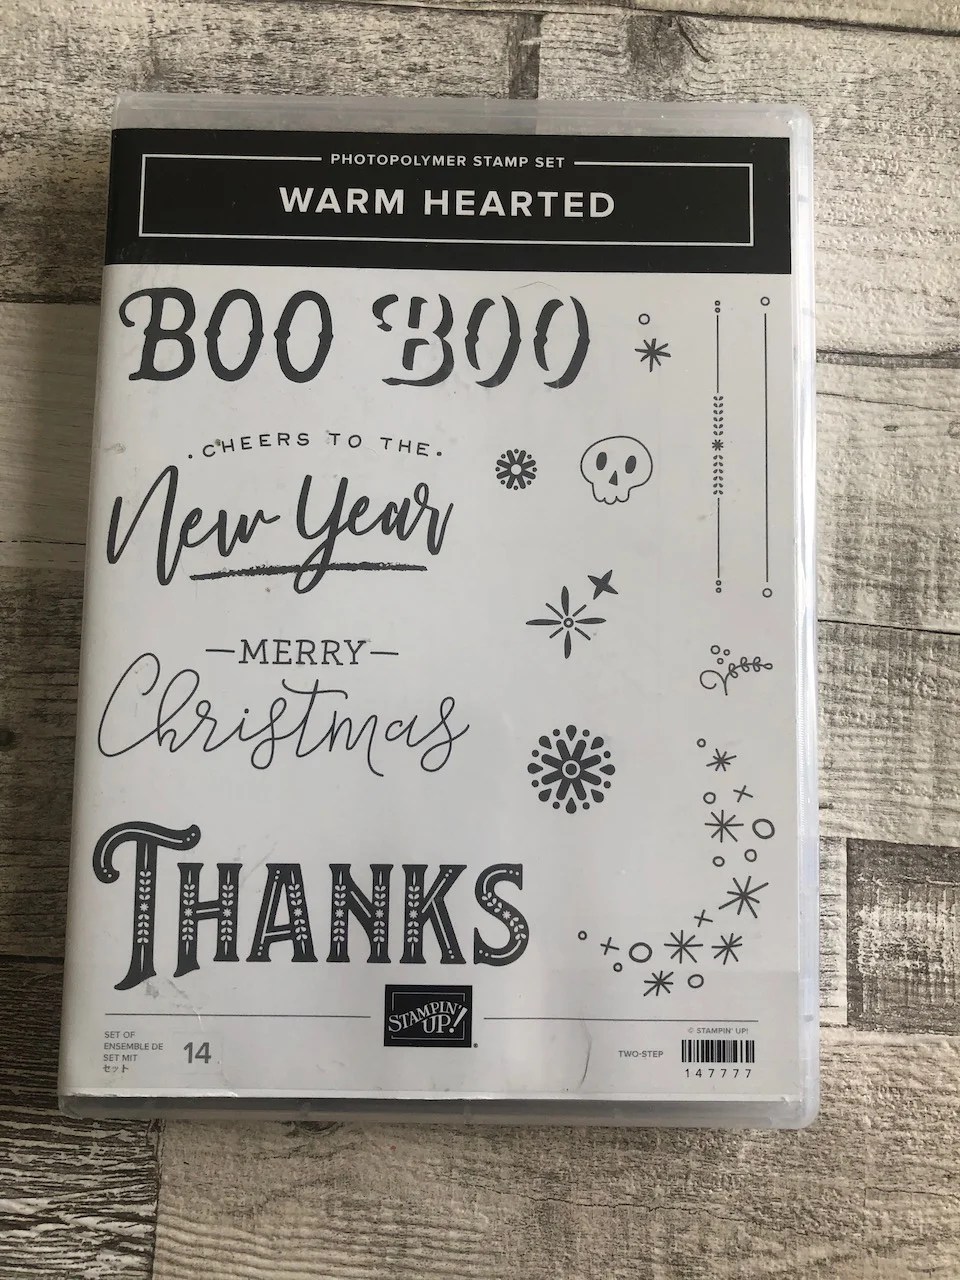 PHOTOPOLYMER STAMP SET
WARM HEARTED
BOO BOO
.CHEERS TO THE.
New Year
—MERRY—
Christmas
THANKS
STAMPIN' UP!®
SET OF
ENSEMBLE DE
SET MIT
セット
14
© STAMPIN' UP!
TWO-STEP
147777